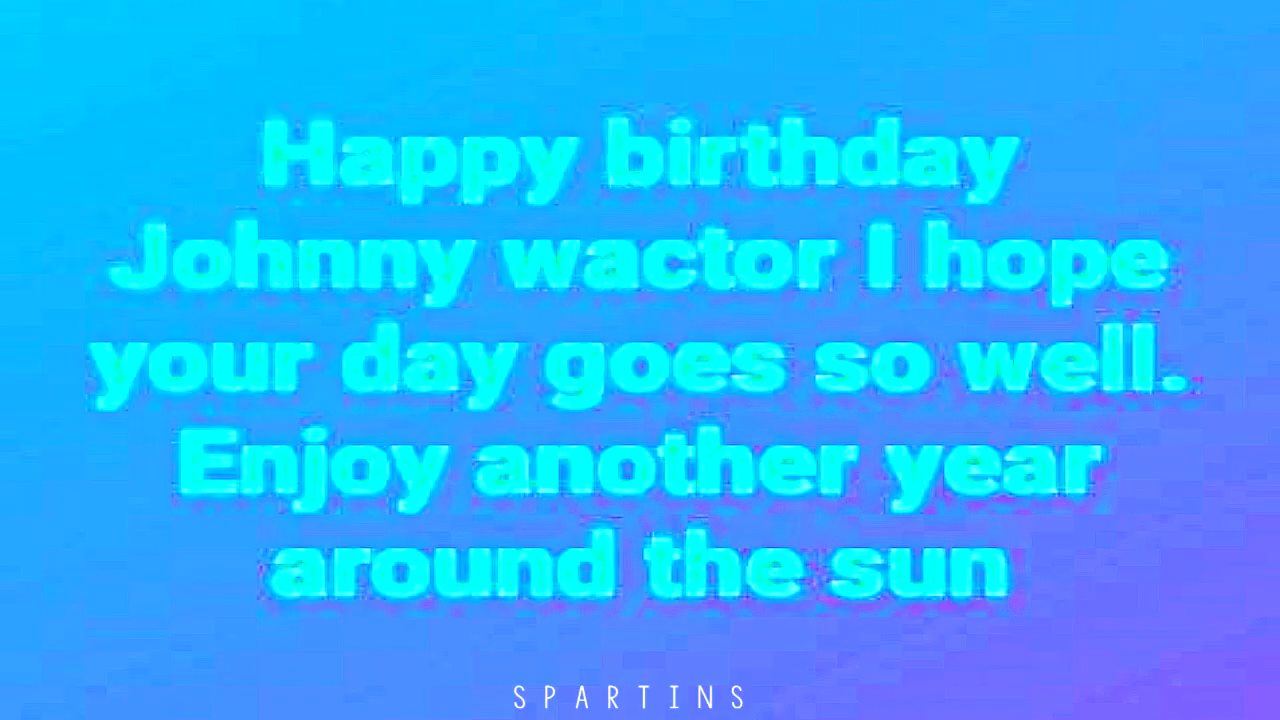 Happy birthday
Johnny wactor I hope
your day goes so well.
Enjoy another year
around the sun
SPARTINS